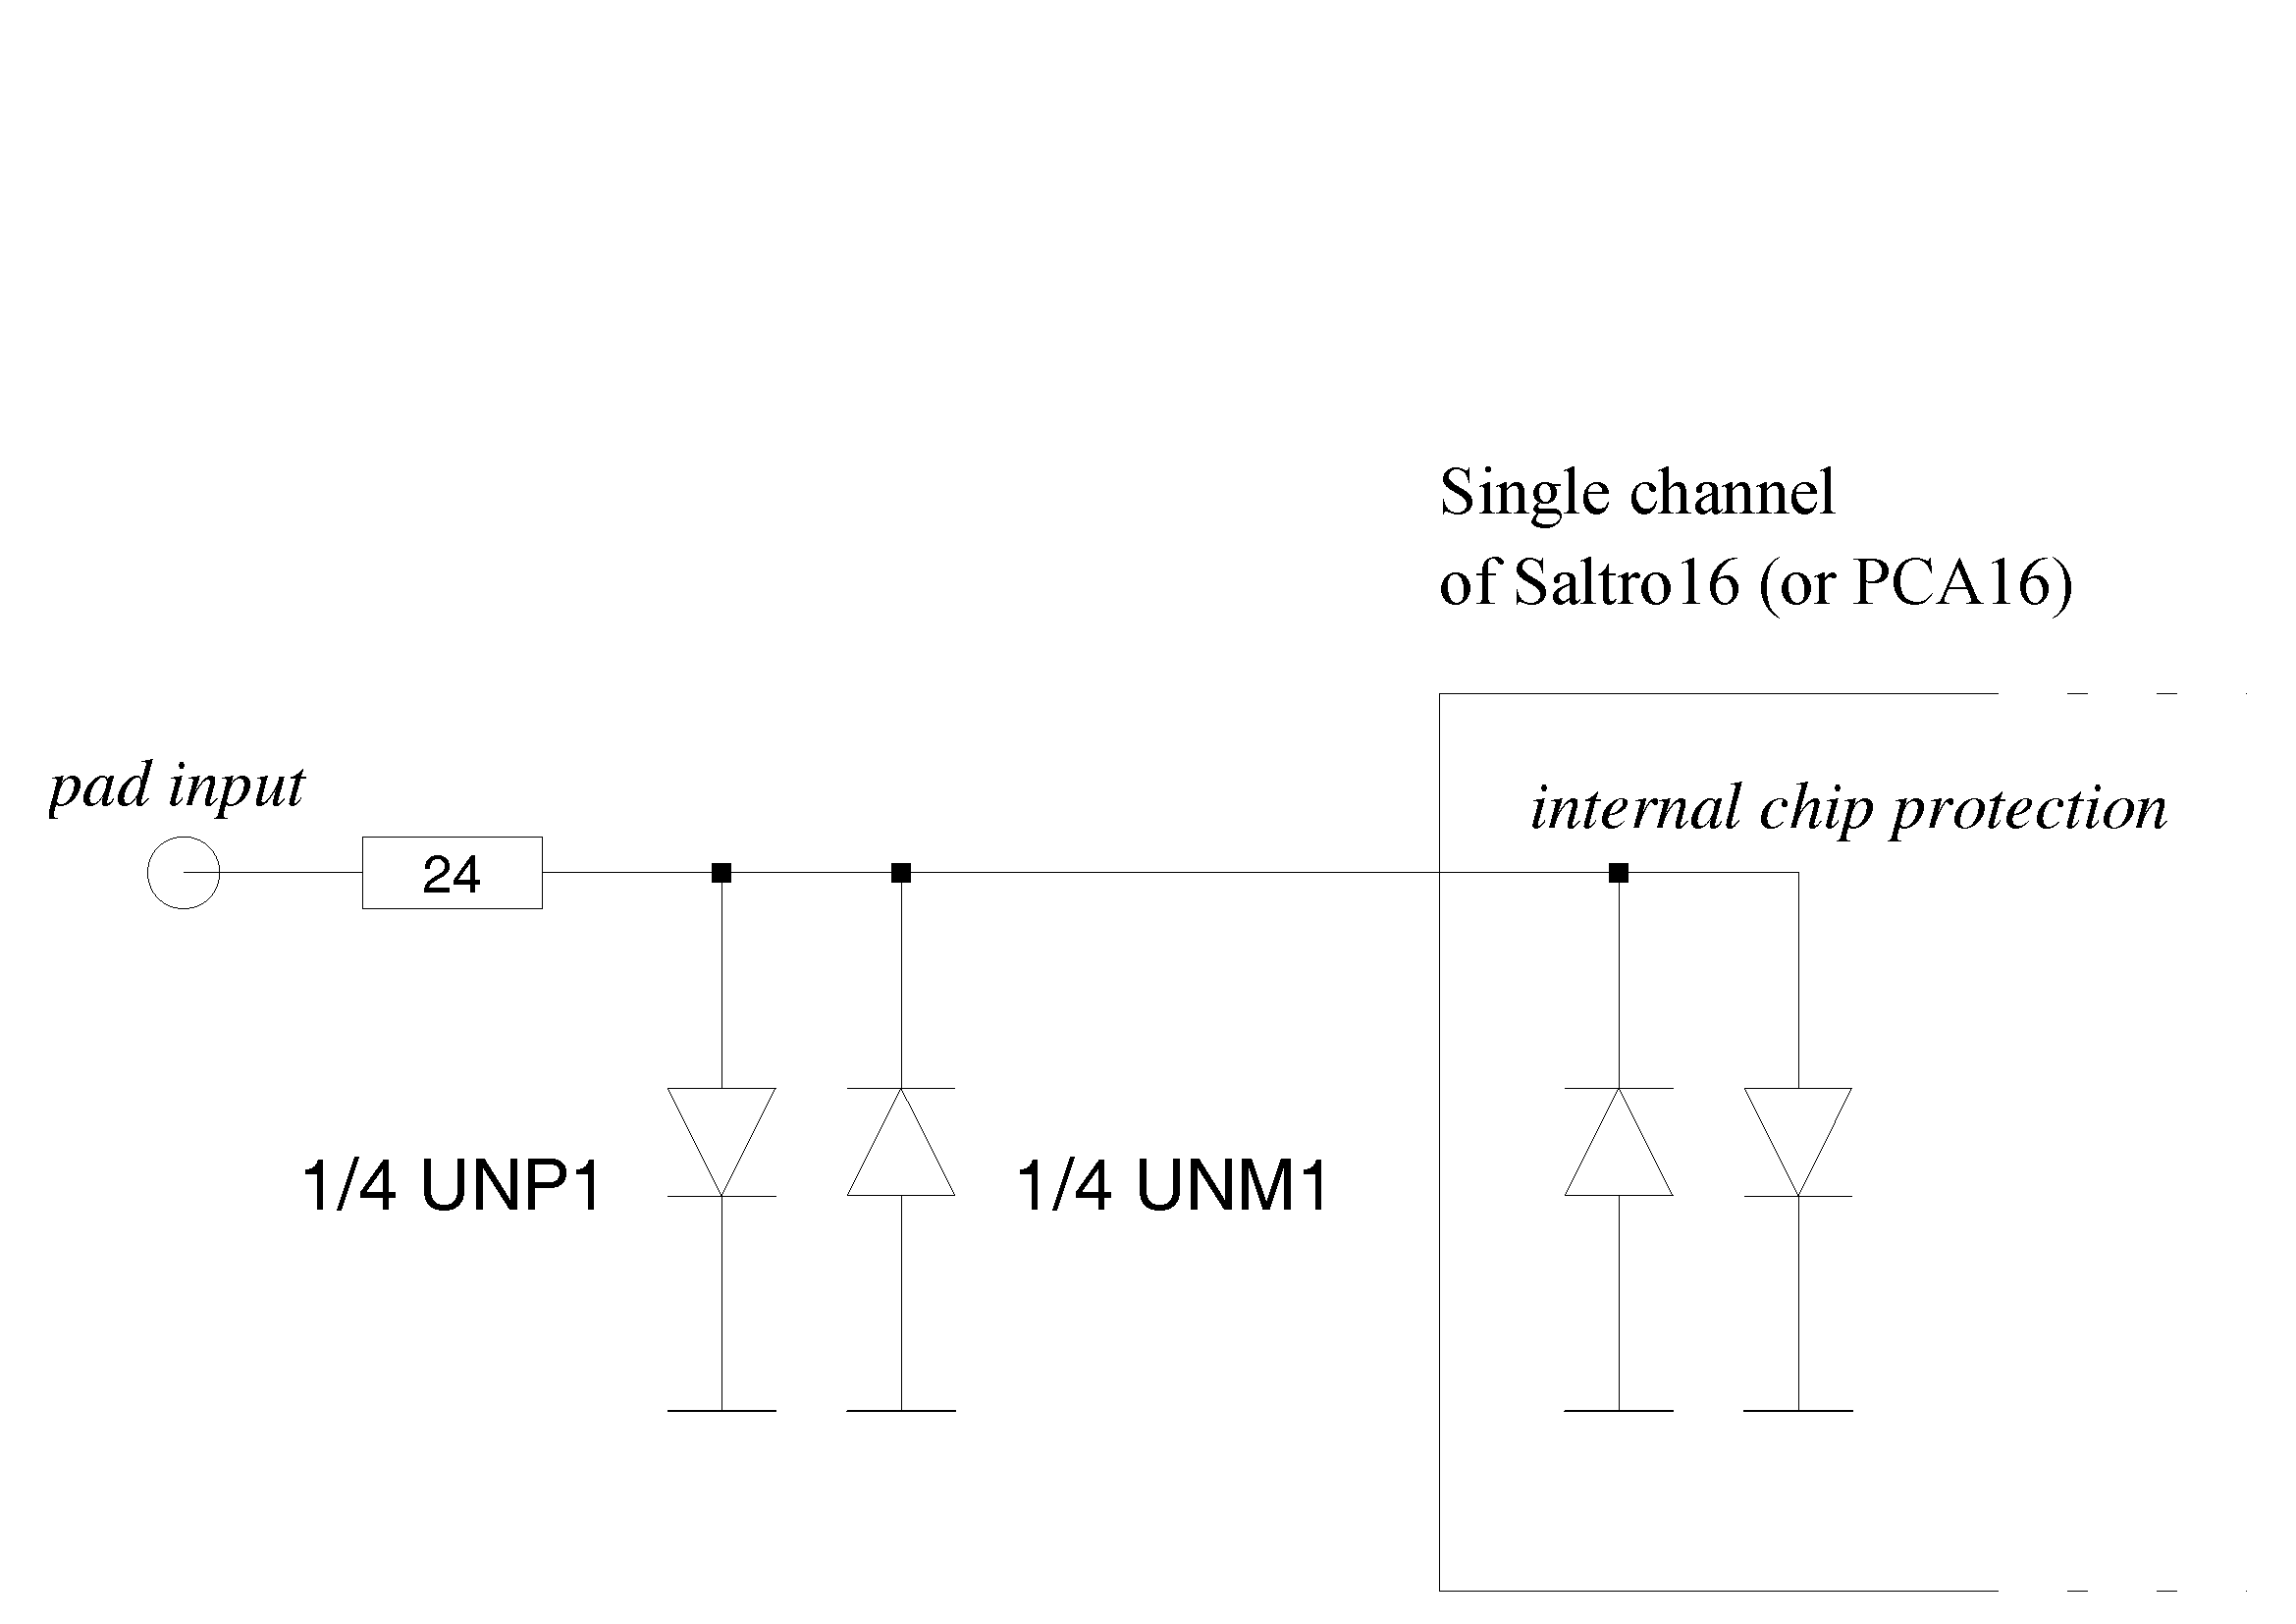 Single channel
of Saltro16 (or PCA16)
pad input
internal chip protection
24
1/4 UNP1
1/4 UNM1